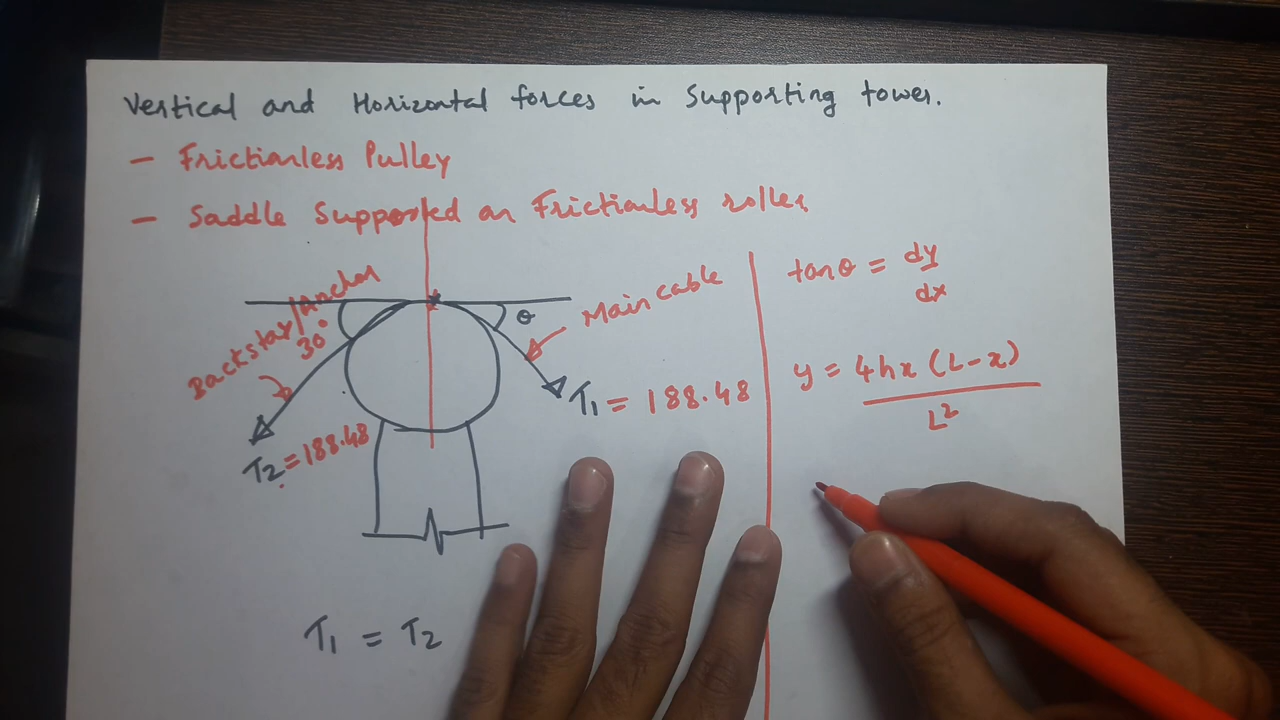 Vertical and Horizontal forces in Supporting tower.
- Frictionless Pulley
- Saddle Supported on Frictionless roller
Backstay/Anchor
30°
θ
Main cable
T1 = 188.48
T2 = 188.48
T1 = T2
tanθ = dy/dx
y = 4hx (L-x)
L²